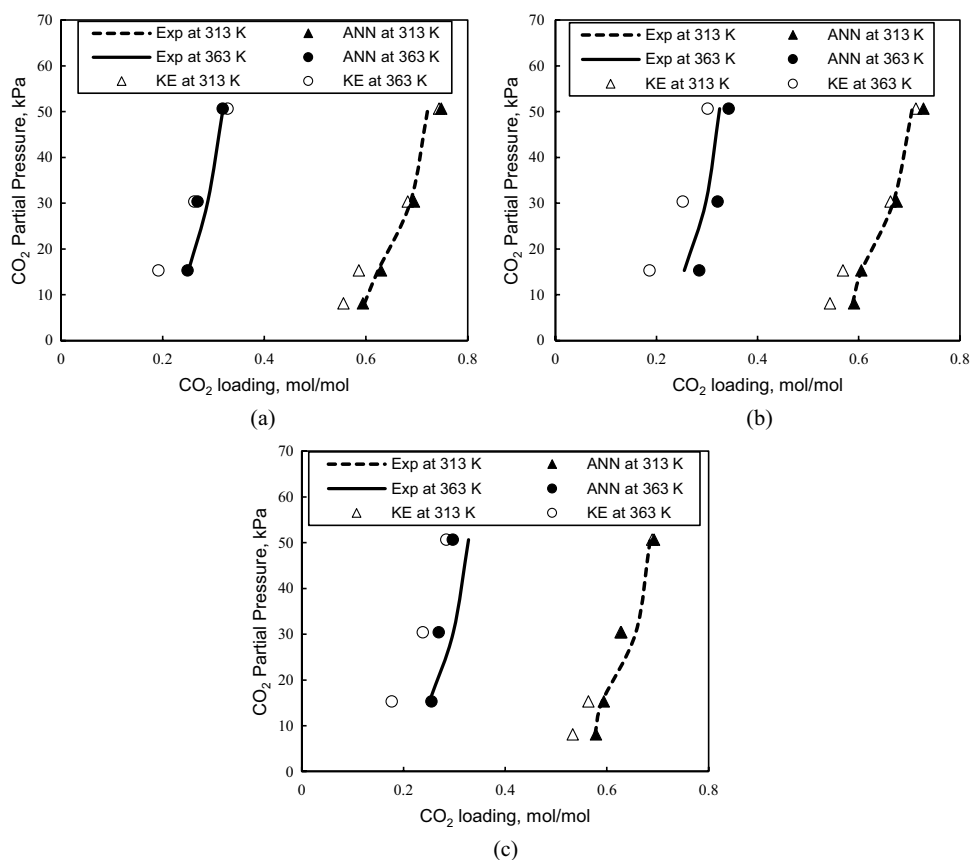 70
60
50
40
30
20
10
0
CO₂ Partial Pressure, kPa
Exp at 313 K ANN at 313 K
Exp at 363 K ANN at 363 K
KE at 313 K KE at 363 K
0 0.2 0.4 0.6 0.8
CO₂ loading, mol/mol
(a)
70
60
50
40
30
20
10
0
CO₂ Partial Pressure, kPa
Exp at 313 K ANN at 313 K
Exp at 363 K ANN at 363 K
KE at 313 K KE at 363 K
0 0.2 0.4 0.6 0.8
CO₂ loading, mol/mol
(b)
70
60
50
40
30
20
10
0
CO₂ Partial Pressure, kPa
Exp at 313 K ANN at 313 K
Exp at 363 K ANN at 363 K
KE at 313 K KE at 363 K
0 0.2 0.4 0.6 0.8
CO₂ loading, mol/mol
(c)